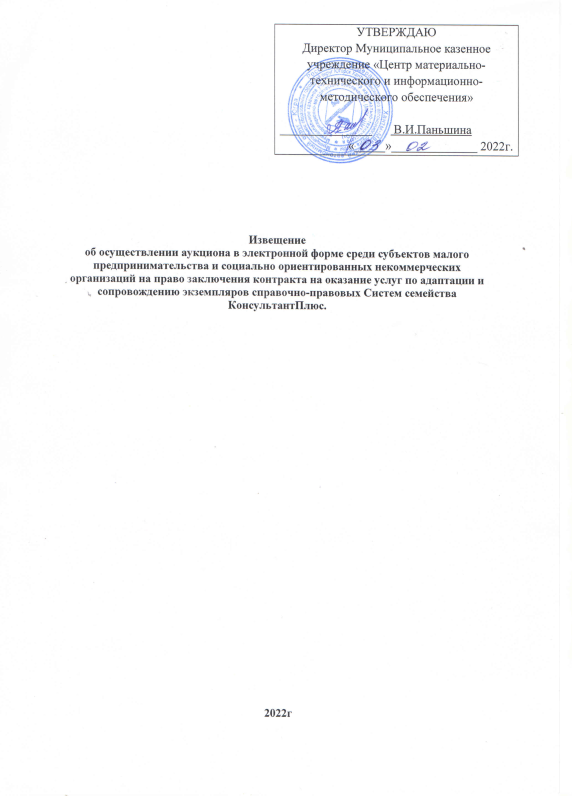 УТВЕРЖДАЮ
Директор Муниципальное казенное
учреждение «Центр материально-
технического и информационно-
методического обеспечения»
В.И.Паньшина
« 03 » 02 2022г.
Извещение
об осуществлении аукциона в электронной форме среди субъектов малого
предпринимательства и социально ориентированных некоммерческих
организаций на право заключения контракта на оказание услуг по адаптации и
сопровождению экземпляров справочно-правовых Систем семейства
КонсультантПлюс.
2022г